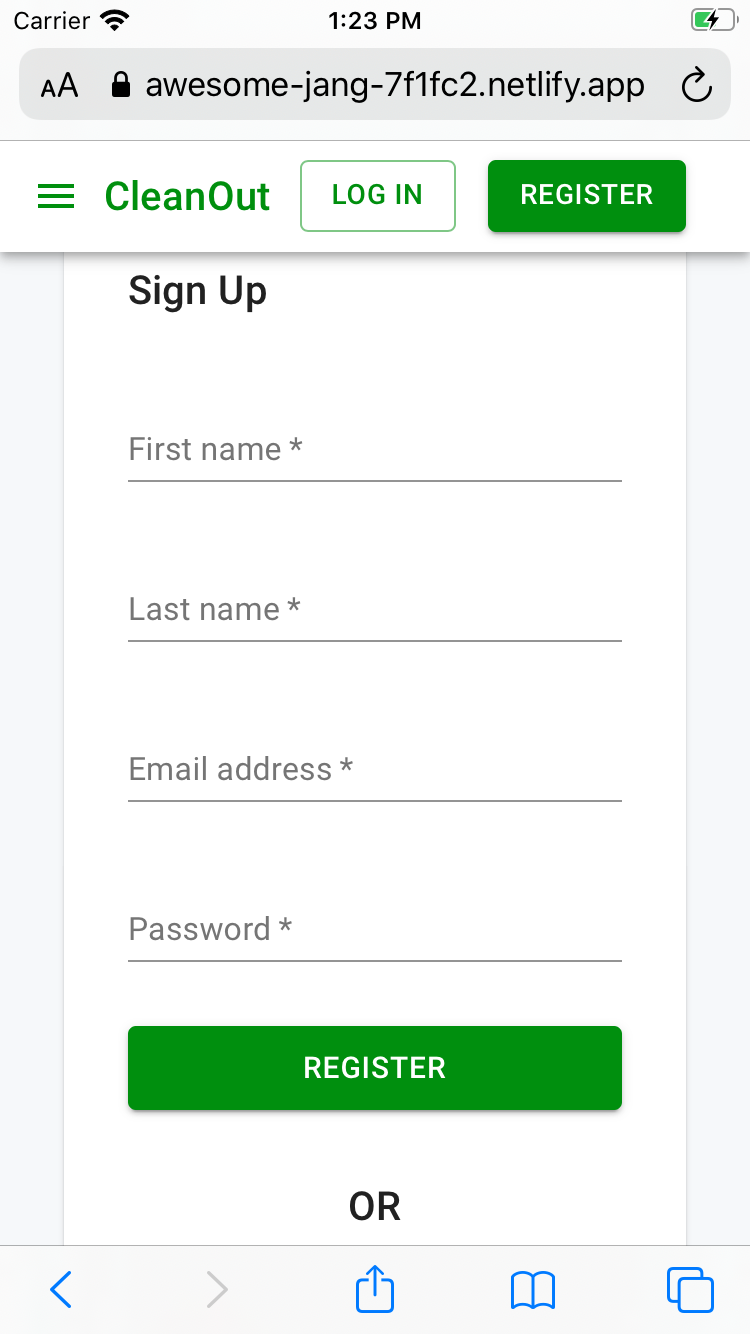 Carrier 1:23 PM
AA awesome-jang-7f1fc2.netlify.app
CleanOut LOG IN REGISTER
Sign Up
First name *
Last name *
Email address *
Password *
REGISTER
OR